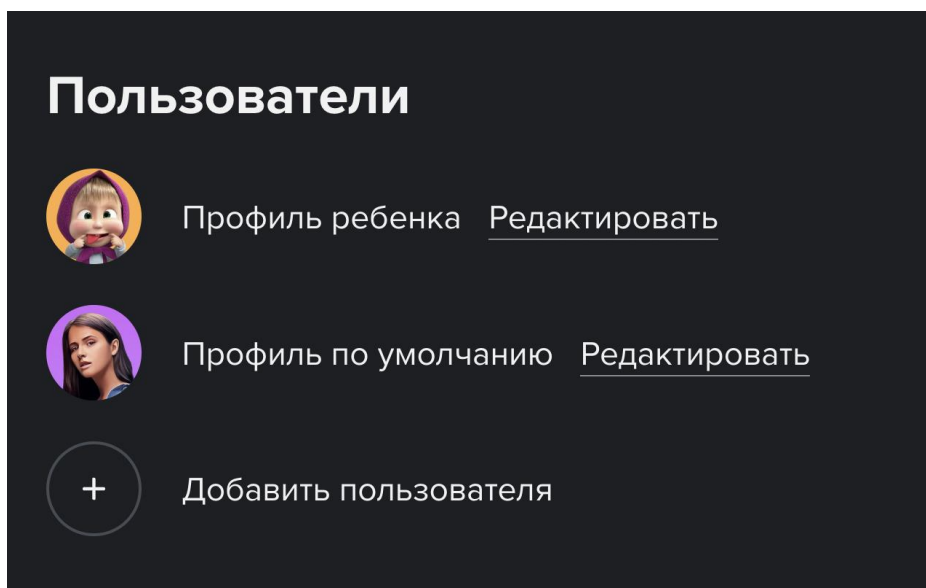 Пользователи
Профиль ребенка Редактировать
Профиль по умолчанию Редактировать
+ Добавить пользователя